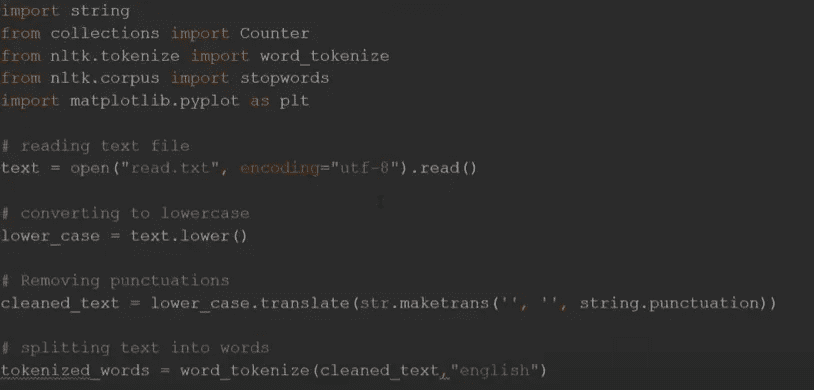 import string
from collections import Counter
from nltk.tokenize import word_tokenize
from nltk.corpus import stopwords
import matplotlib.pyplot as plt
# reading text file
text = open("read.txt", encoding="utf-8").read()
# converting to lowercase
lower_case = text.lower()
# Removing punctuations
cleaned_text = lower_case.translate(str.maketrans('', '', string.punctuation))
# splitting text into words
tokenized_words = word_tokenize(cleaned_text,"english")